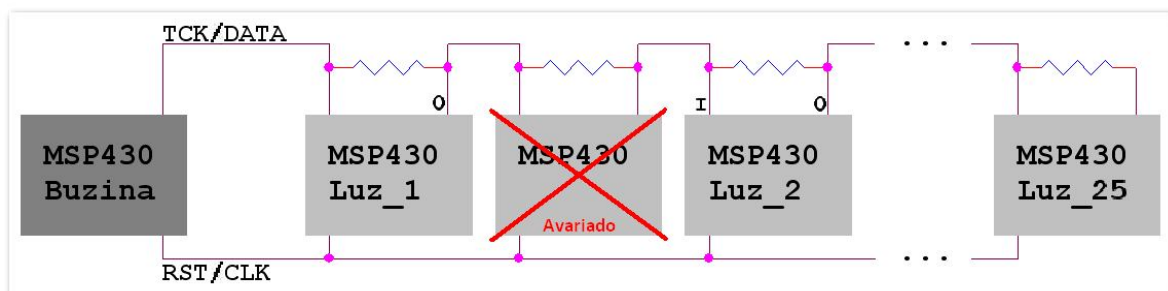 TCK/DATA
...
O
I
O
MSP430
Buzina
MSP430
Luz_1
MSP430
Avariado
MSP430
Luz_2
MSP430
Luz_25
RST/CLK
...